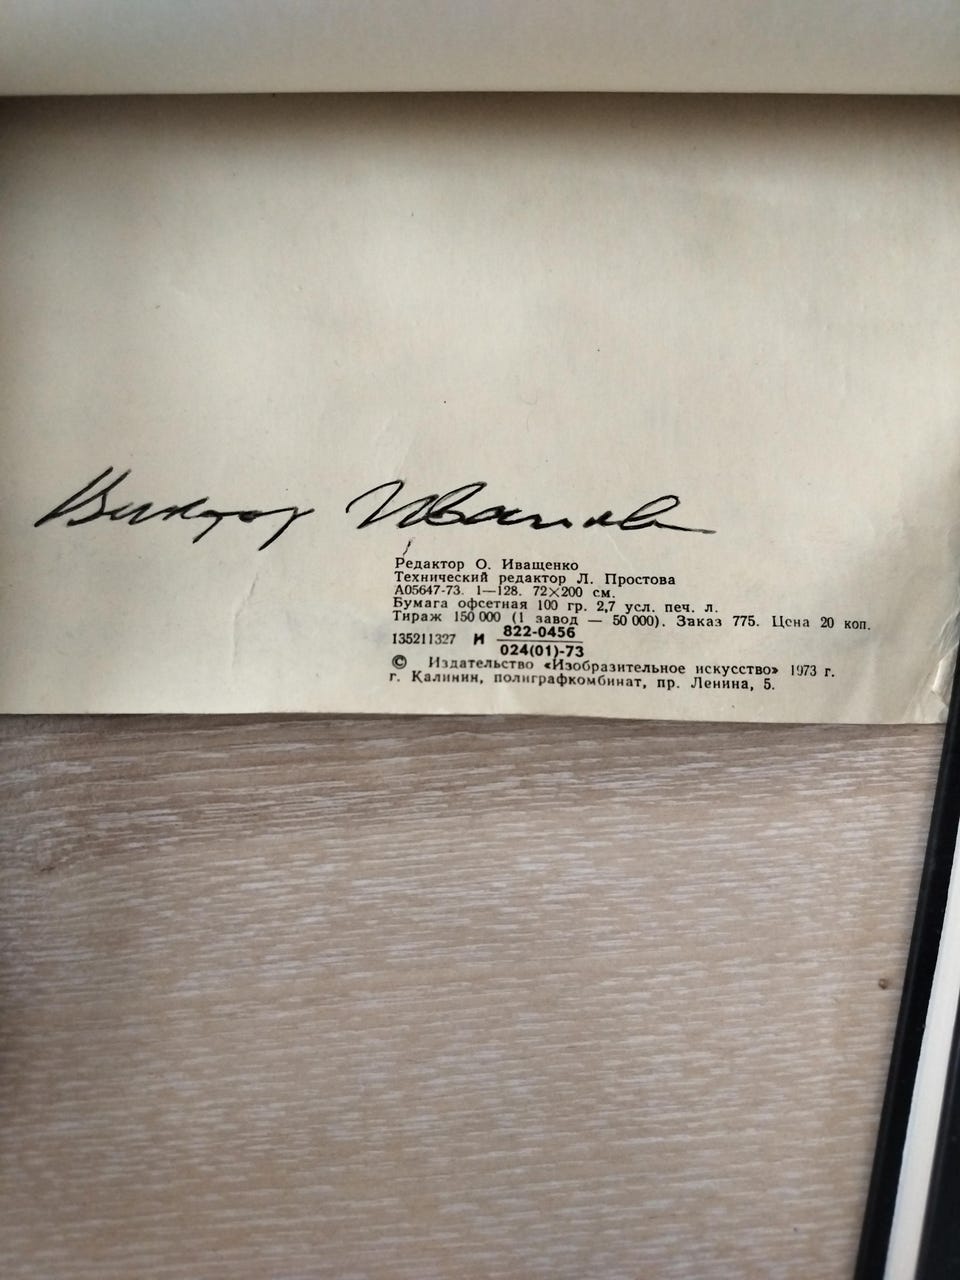 Виктор Иванов
Редактор О. Иващенко
Технический редактор Л. Простова
А05647-73. 1—128. 72×200 см.
Бумага офсетная 100 гр. 2,7 усл. печ. л.
Тираж 150 000 (1 завод — 50 000). Заказ 775. Цена 20 коп.
135211327 И 822-0456
024(01)-73
© Издательство «Изобразительное искусство» 1973 г.
г. Калинин, полиграфкомбинат, пр. Ленина, 5.